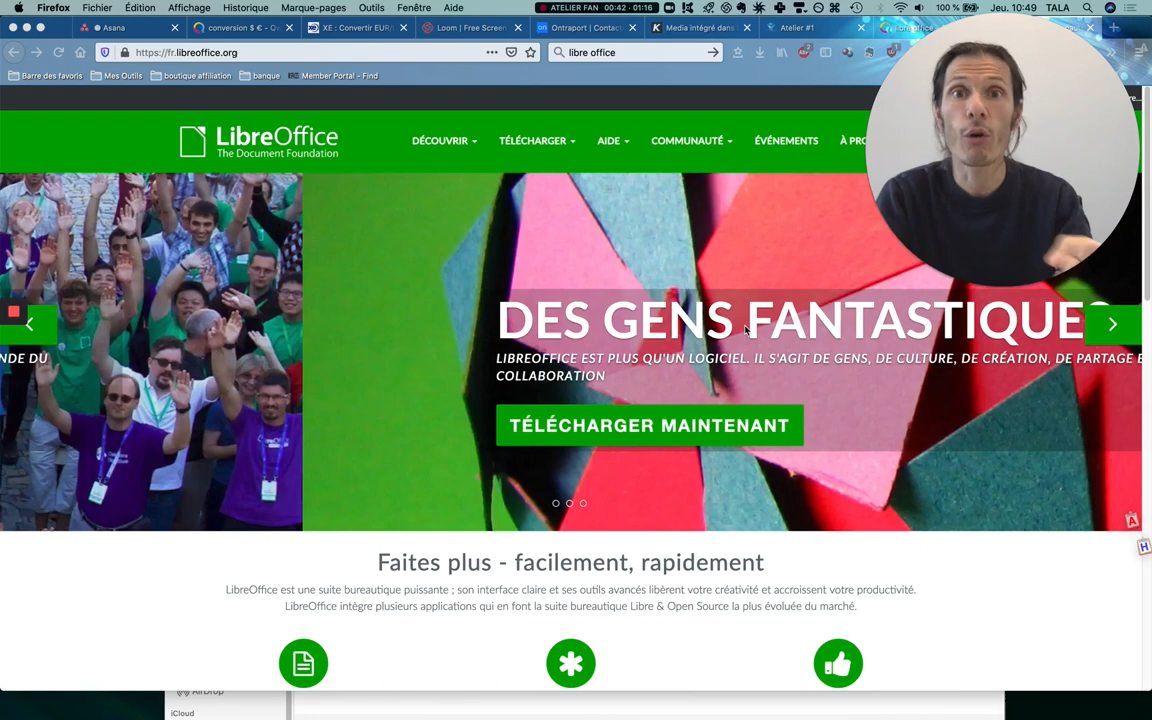 Firefox Fichier Édition Affichage Historique Marque-pages Outils Fenêtre Aide ATELIER FAN 00:42 - 01:16 100 % Jeu. 10:49 TALA
Asana conversion $ € - Qw XE : Convertir EUR/ Loom | Free Screen Ontraport | Contacts Media intégré dans Atelier #1
https://fr.libreoffice.org libre office
Barre des favoris Mes Outils boutique affiliation banque Member Portal - Find
LibreOffice
The Document Foundation
DÉCOUVRIR TÉLÉCHARGER AIDE COMMUNAUTÉ ÉVÉNEMENTS À PRO
DES GENS FANTASTIQUES
NDE DU
LIBREOFFICE EST PLUS QU'UN LOGICIEL. IL S'AGIT DE GENS, DE CULTURE, DE CRÉATION, DE PARTAGE E
COLLABORATION
TÉLÉCHARGER MAINTENANT
A
H
Faites plus - facilement, rapidement
LibreOffice est une suite bureautique puissante ; son interface claire et ses outils avancés libèrent votre créativité et accroissent votre productivité.
LibreOffice intègre plusieurs applications qui en font la suite bureautique Libre & Open Source la plus évoluée du marché.
AirDrop
iCloud